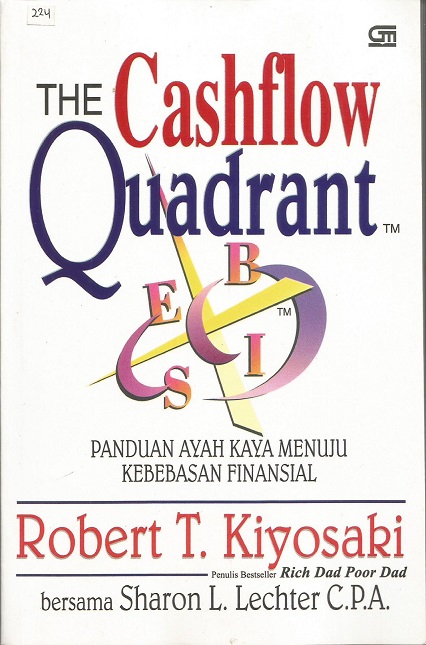 224
GM
THE Cashflow
Quadrant™
E B
S I ™
PANDUAN AYAH KAYA MENUJU
KEBEBASAN FINANSIAL
Robert T. Kiyosaki
Penulis Bestseller Rich Dad Poor Dad
bersama Sharon L. Lechter C.P.A.